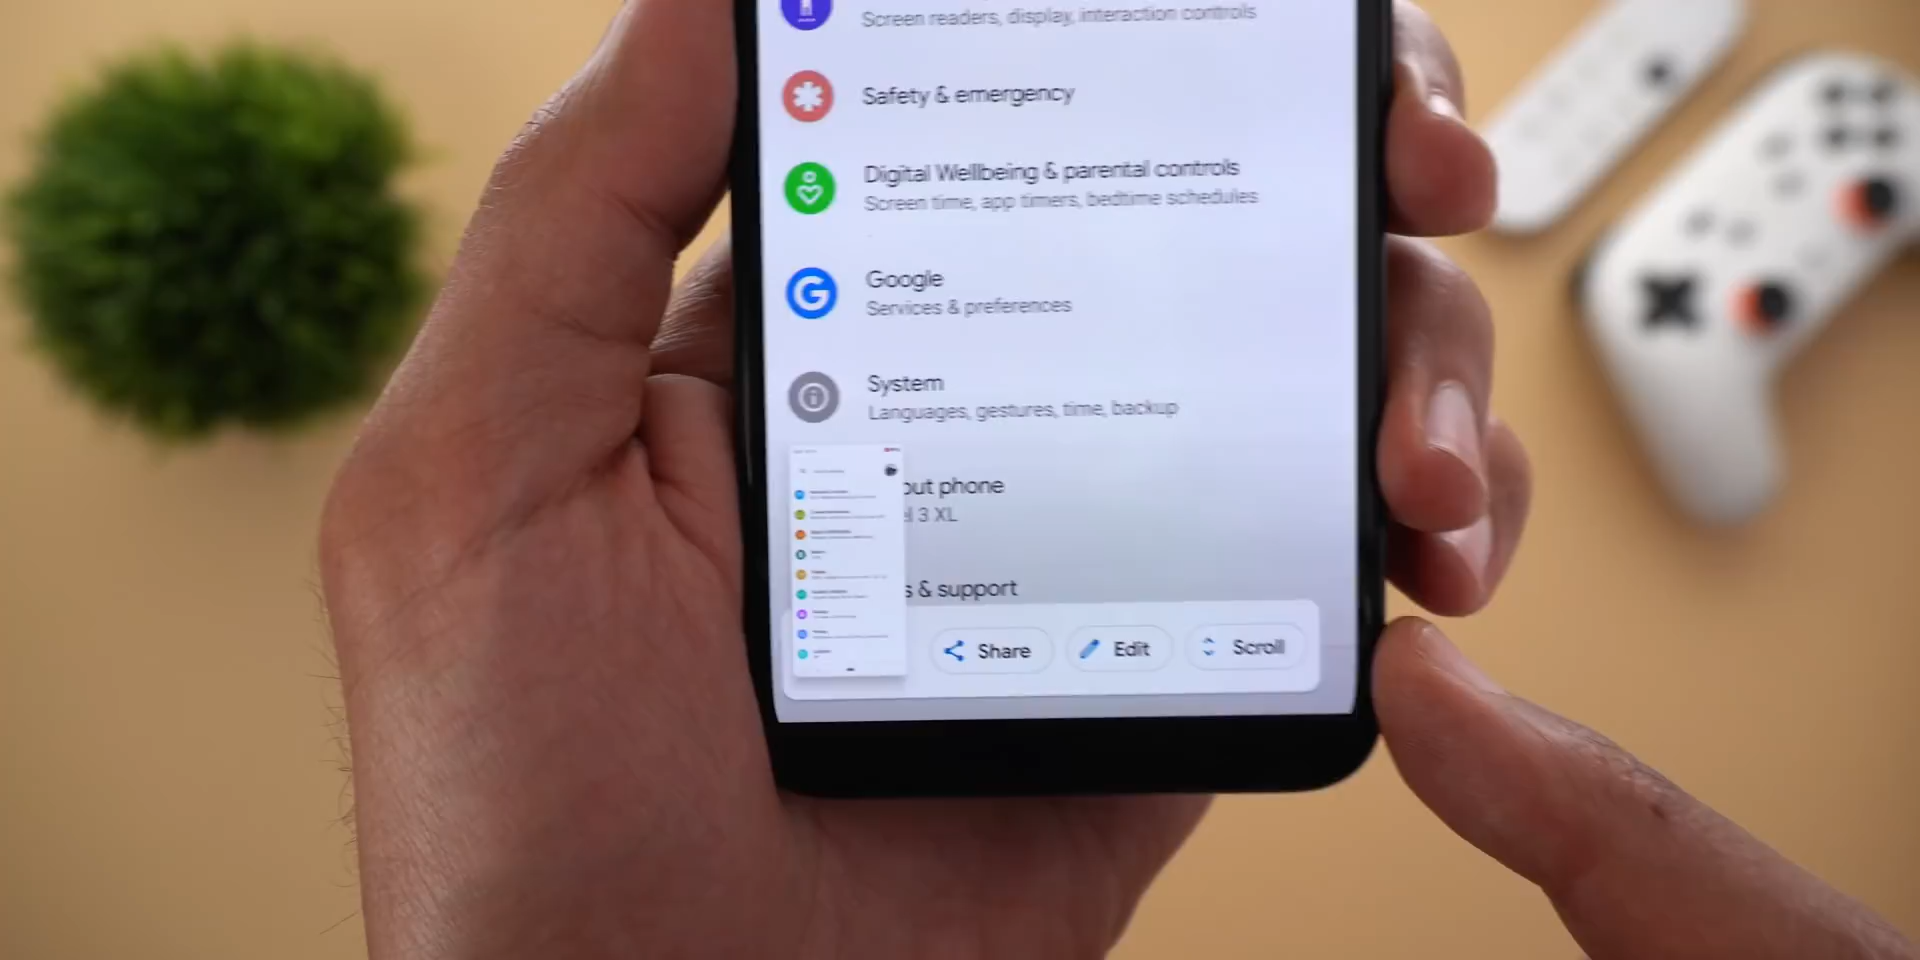 Screen readers, display, interaction controls
Safety & emergency
Digital Wellbeing & parental controls
Screen time, app timers, bedtime schedules
Google
Services & preferences
System
Languages, gestures, time, backup
out phone
el 3 XL
s & support
Share
Edit
Scroll